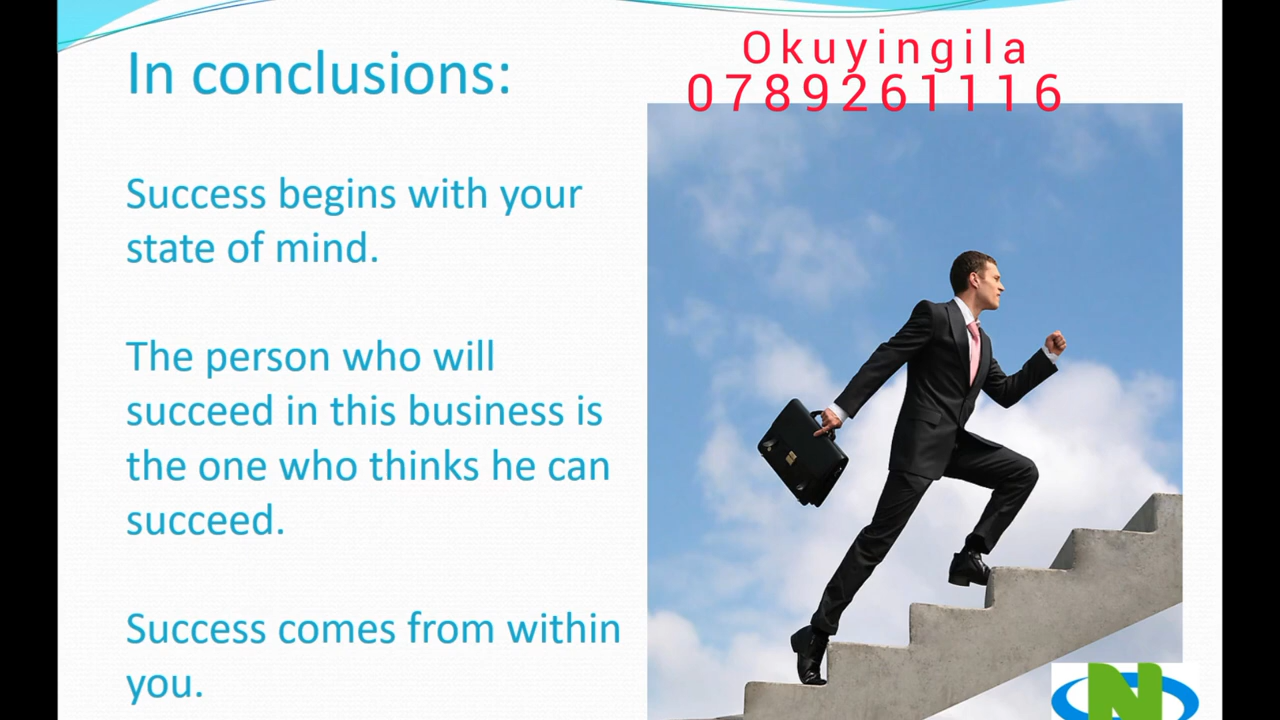 In conclusions:
Okuyingila
0789261116
Success begins with your
state of mind.
The person who will
succeed in this business is
the one who thinks he can
succeed.
Success comes from within
you.
N